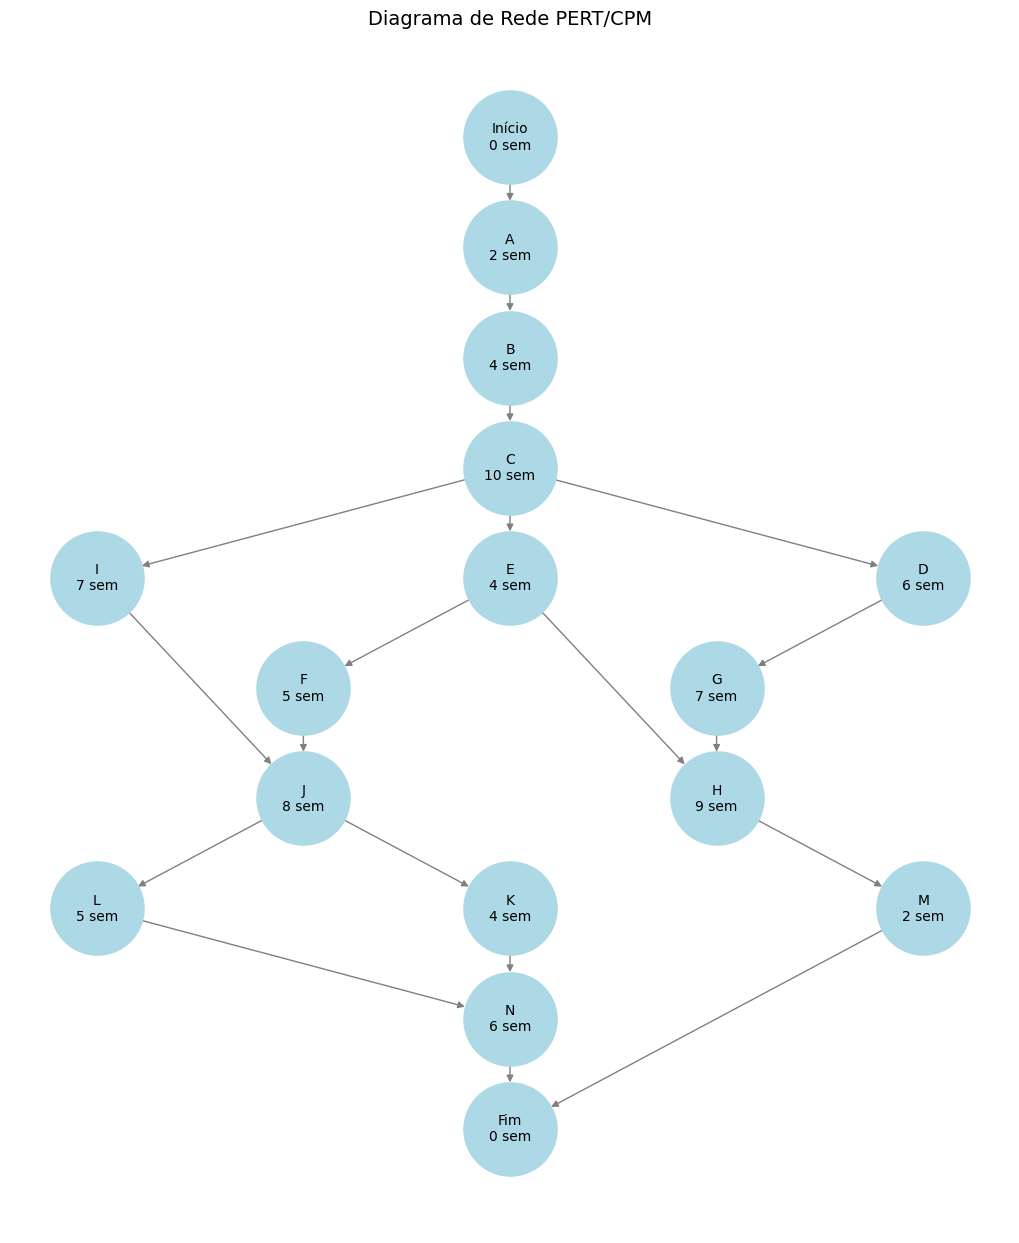 Diagrama de Rede PERT/CPM
Início
0 sem
A
2 sem
B
4 sem
C
10 sem
I
7 sem
E
4 sem
D
6 sem
F
5 sem
G
7 sem
J
8 sem
H
9 sem
L
5 sem
K
4 sem
M
2 sem
N
6 sem
Fim
0 sem